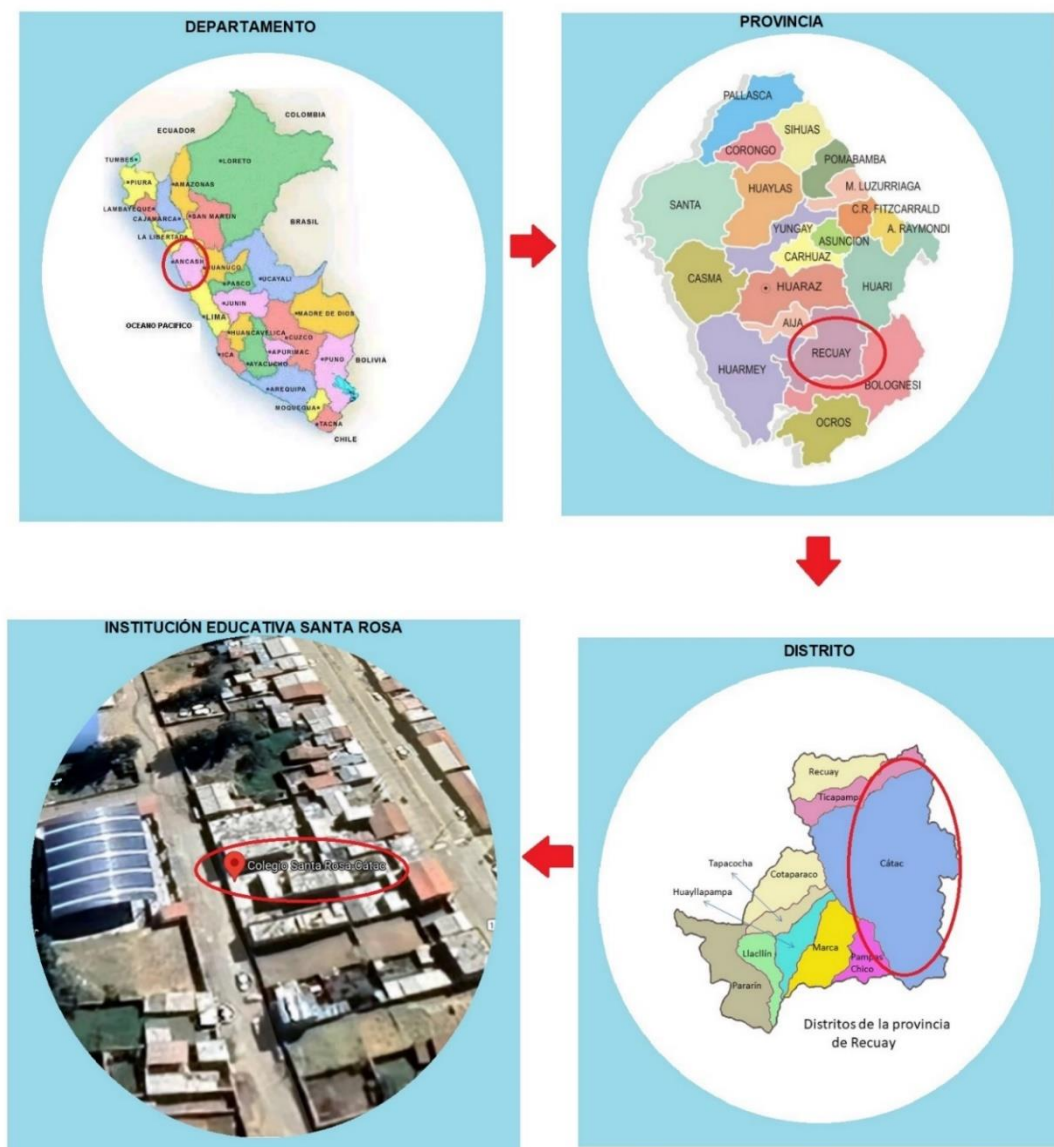 DEPARTAMENTO
COLOMBIA
ECUADOR
TUMBES
LORETO
PIURA
AMAZONAS
LAMBAYEQUE
CAJAMARCA
SAN MARTIN
BRASIL
LA LIBERTAD
ANCASH
HUANUCO
UCAYALI
PASCO
JUNIN
LIMA
MADRE DE DIOS
OCEANO PACIFICO
HUANCAVELICA
CUZCO
ICA
APURIMAC
PUNO
BOLIVIA
AYACUCHO
AREQUIPA
MOQUEGUA
TACNA
CHILE
PROVINCIA
PALLASCA
SIHUAS
CORONGO
POMABAMBA
M. LUZURRIAGA
HUAYLAS
SANTA
C.R. FITZCARRALD
YUNGAY
A. RAYMONDI
ASUNCION
CARHUAZ
CASMA
HUARAZ
HUARI
AIJA
RECUAY
HUARMEY
BOLOGNESI
OCROS
INSTITUCIÓN EDUCATIVA SANTA ROSA
Colegio Santa Rosa-Catac
DISTRITO
Recuay
Ticapamp
Cátac
Tapacocha
Cotaparaco
Huayllapampa
Marca
Llacllín
Pampas
Chico
Pararín
Distritos de la provincia
de Recuay